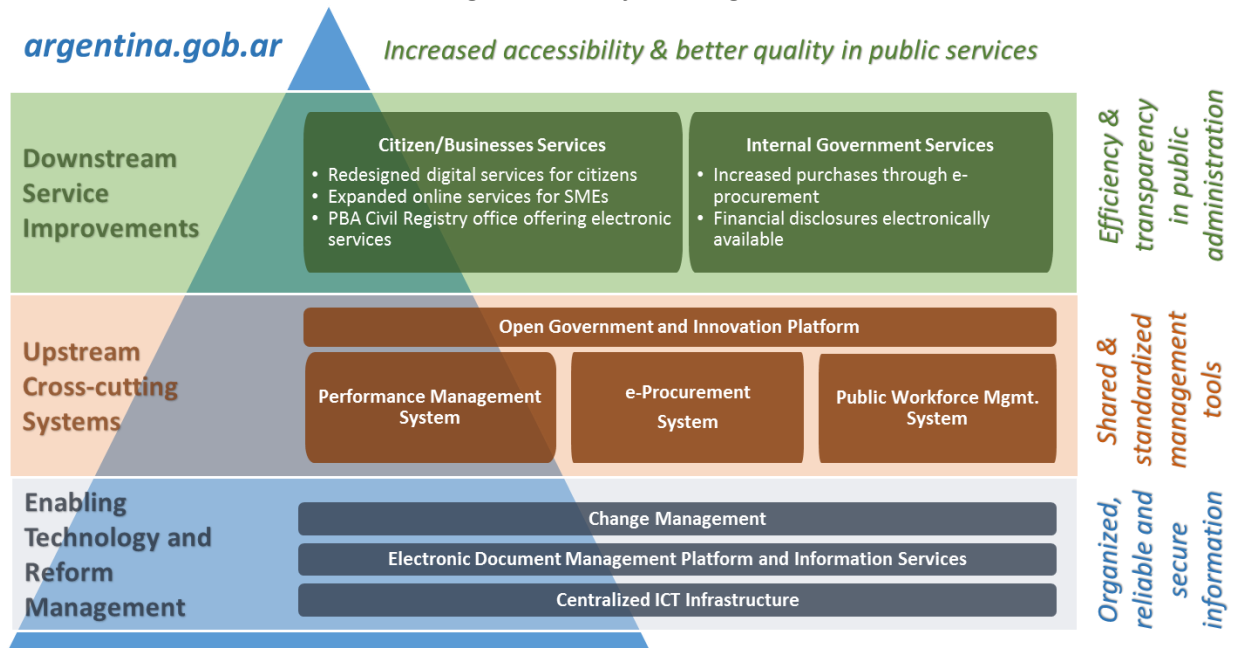 argentina.gob.ar
Increased accessibility & better quality in public services
Downstream
Service
Improvements
Citizen/Businesses Services
• Redesigned digital services for citizens
• Expanded online services for SMEs
• PBA Civil Registry office offering electronic
services
Internal Government Services
• Increased purchases through e-
procurement
• Financial disclosures electronically
available
Efficiency &
transparency
in public
administration
Upstream
Cross-cutting
Systems
Open Government and Innovation Platform
Performance Management
System
e-Procurement
System
Public Workforce Mgmt.
System
Shared &
standardized
management
tools
Enabling
Technology and
Reform
Management
Change Management
Electronic Document Management Platform and Information Services
Centralized ICT Infrastructure
Organized,
reliable and
secure
information